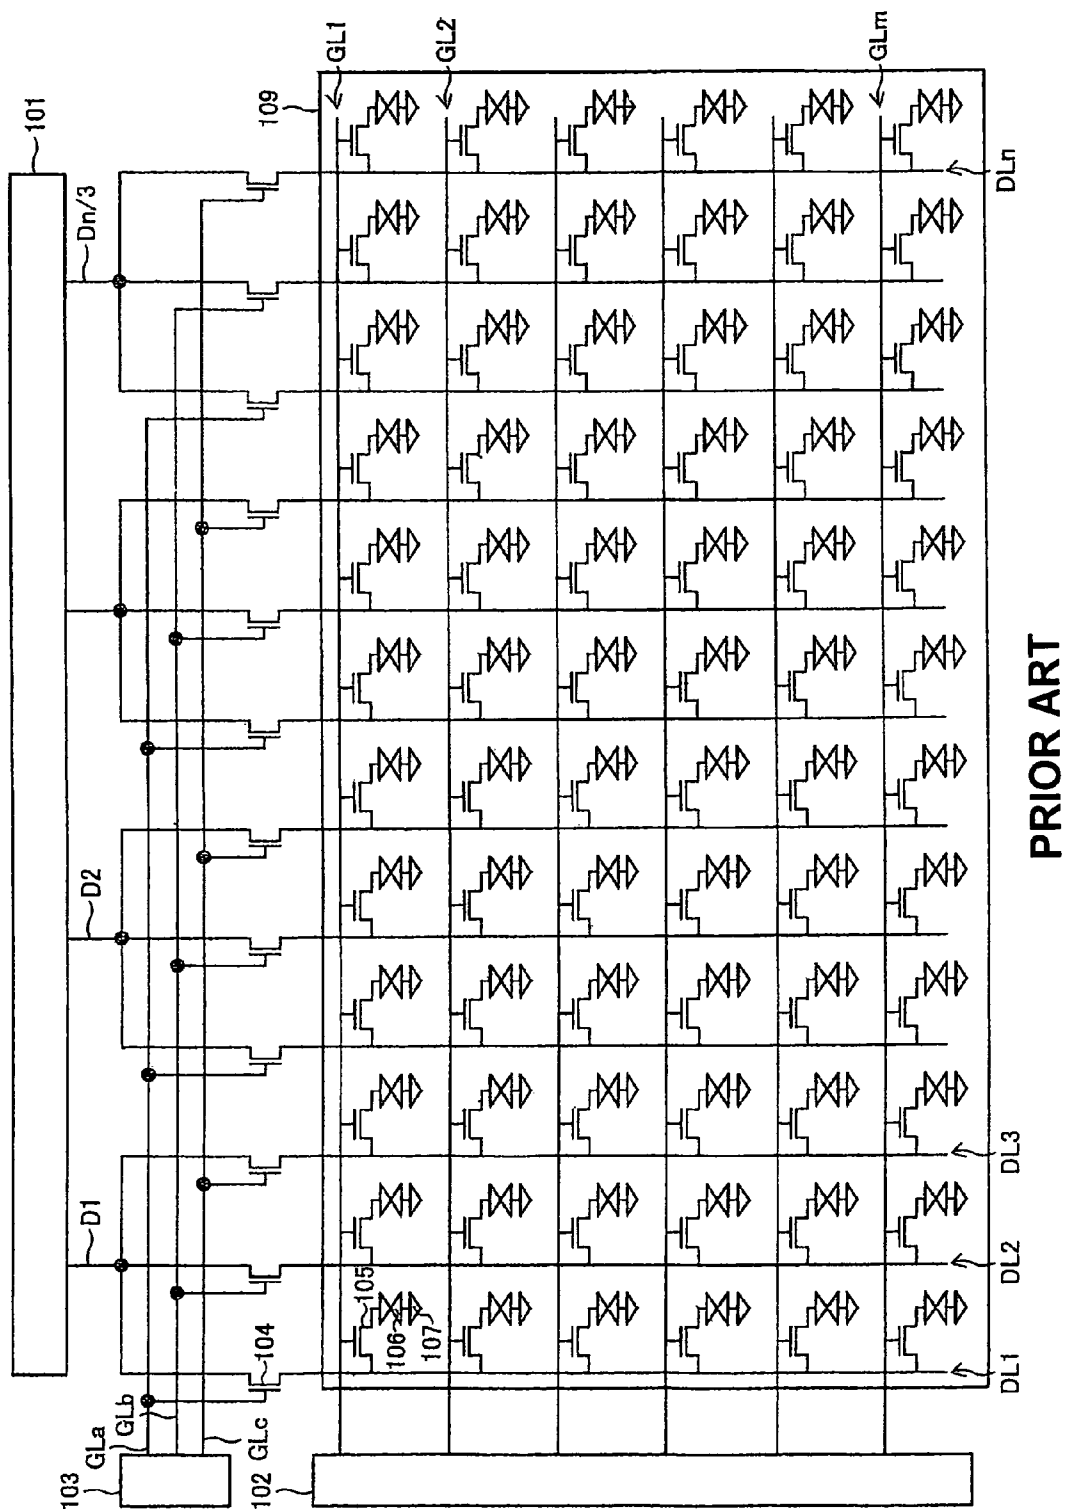 101
Dn/3
D2
D1
103
GLa
GLb
GLc
104
109
GL1
GL2
GLm
102
105
106
107
DL1
DL2
DL3
DLn
PRIOR ART